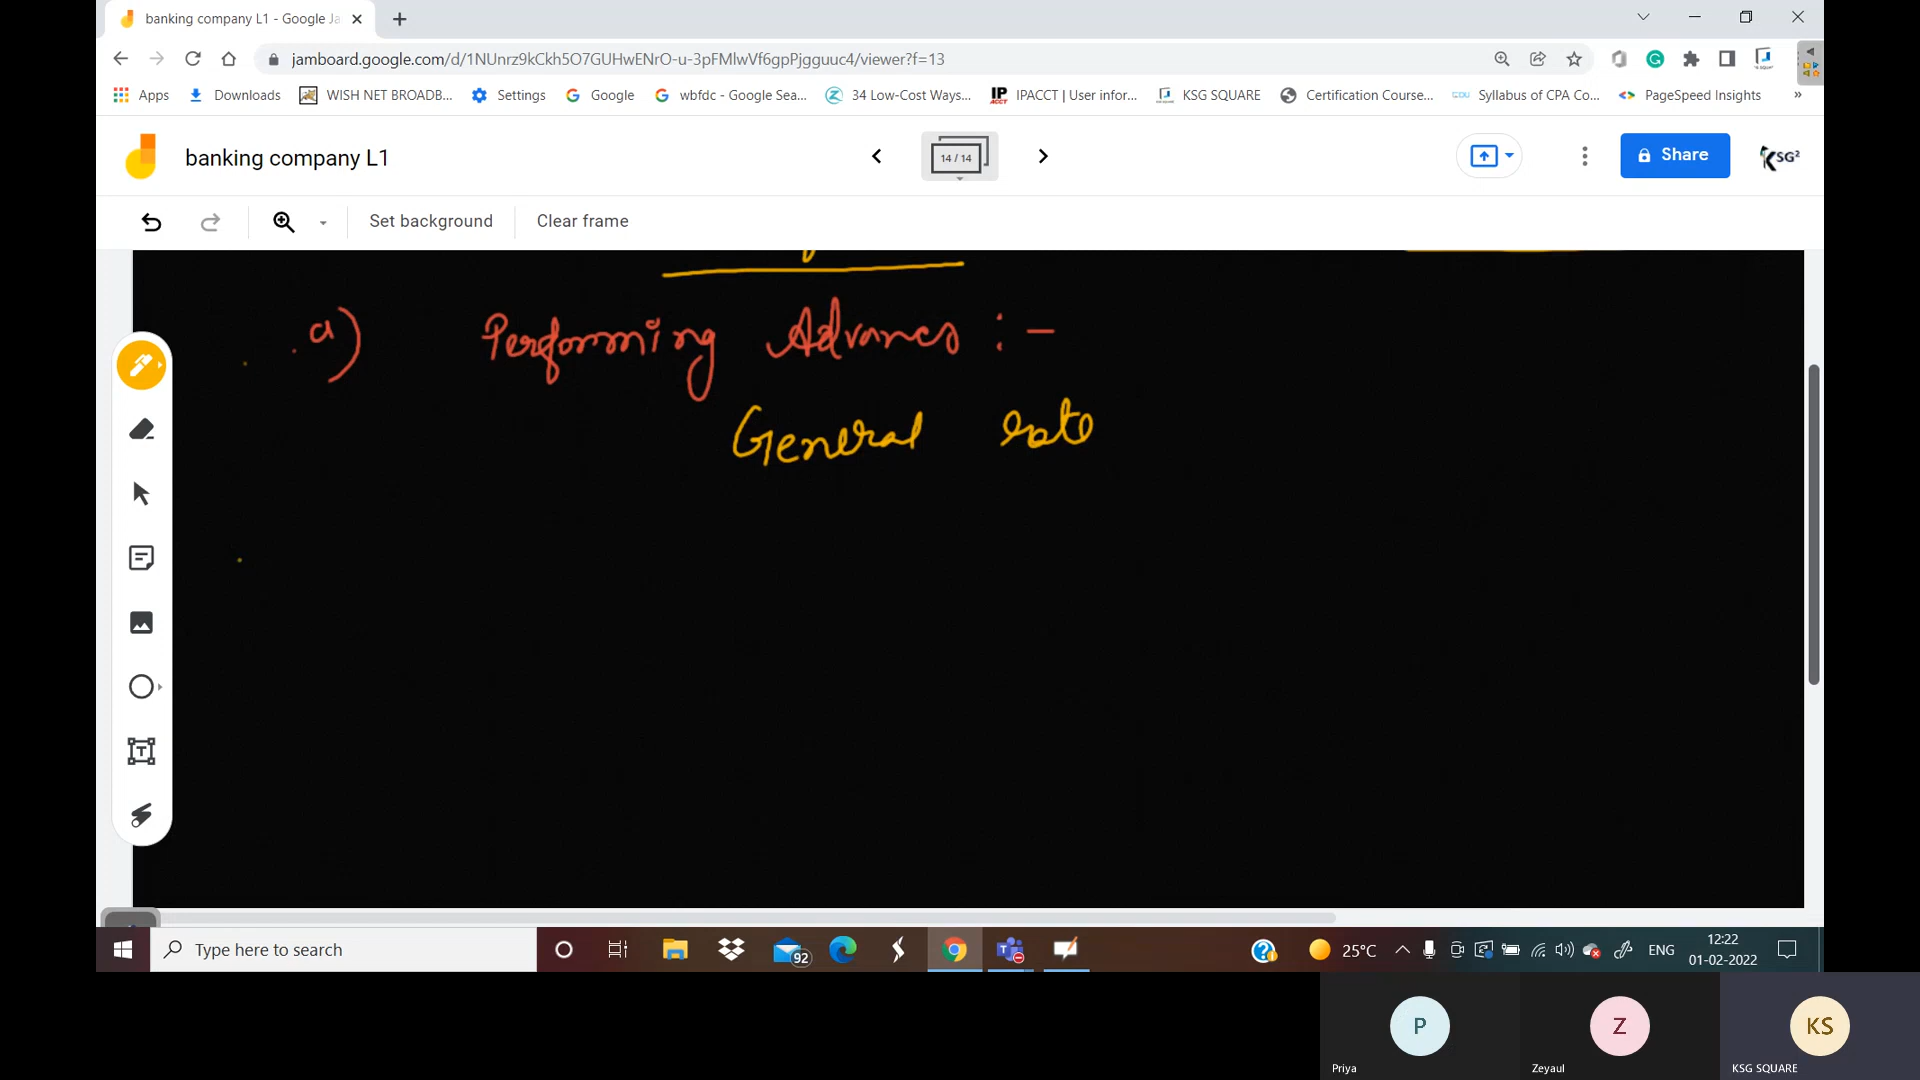 banking company L1 - Google Ja
jamboard.google.com/d/1NUnrz9kCkh5O7GUHwENrO-u-3pFMlwVf6gpPjgguuc4/viewer?f=13
Apps Downloads WISH NET BROADB... Settings Google wbfdc - Google Sea... 34 Low-Cost Ways... IP ACCT IPACCT | User infor... KSG SQUARE Certification Course... Syllabus of CPA Co... PageSpeed Insights »
banking company L1 14 / 14 Share KSG²
Set background Clear frame
a) Performing Advances :-
General rate
Type here to search 92 25°C ENG 12:22
01-02-2022
P Z KS
Priya Zeyaul KSG SQUARE